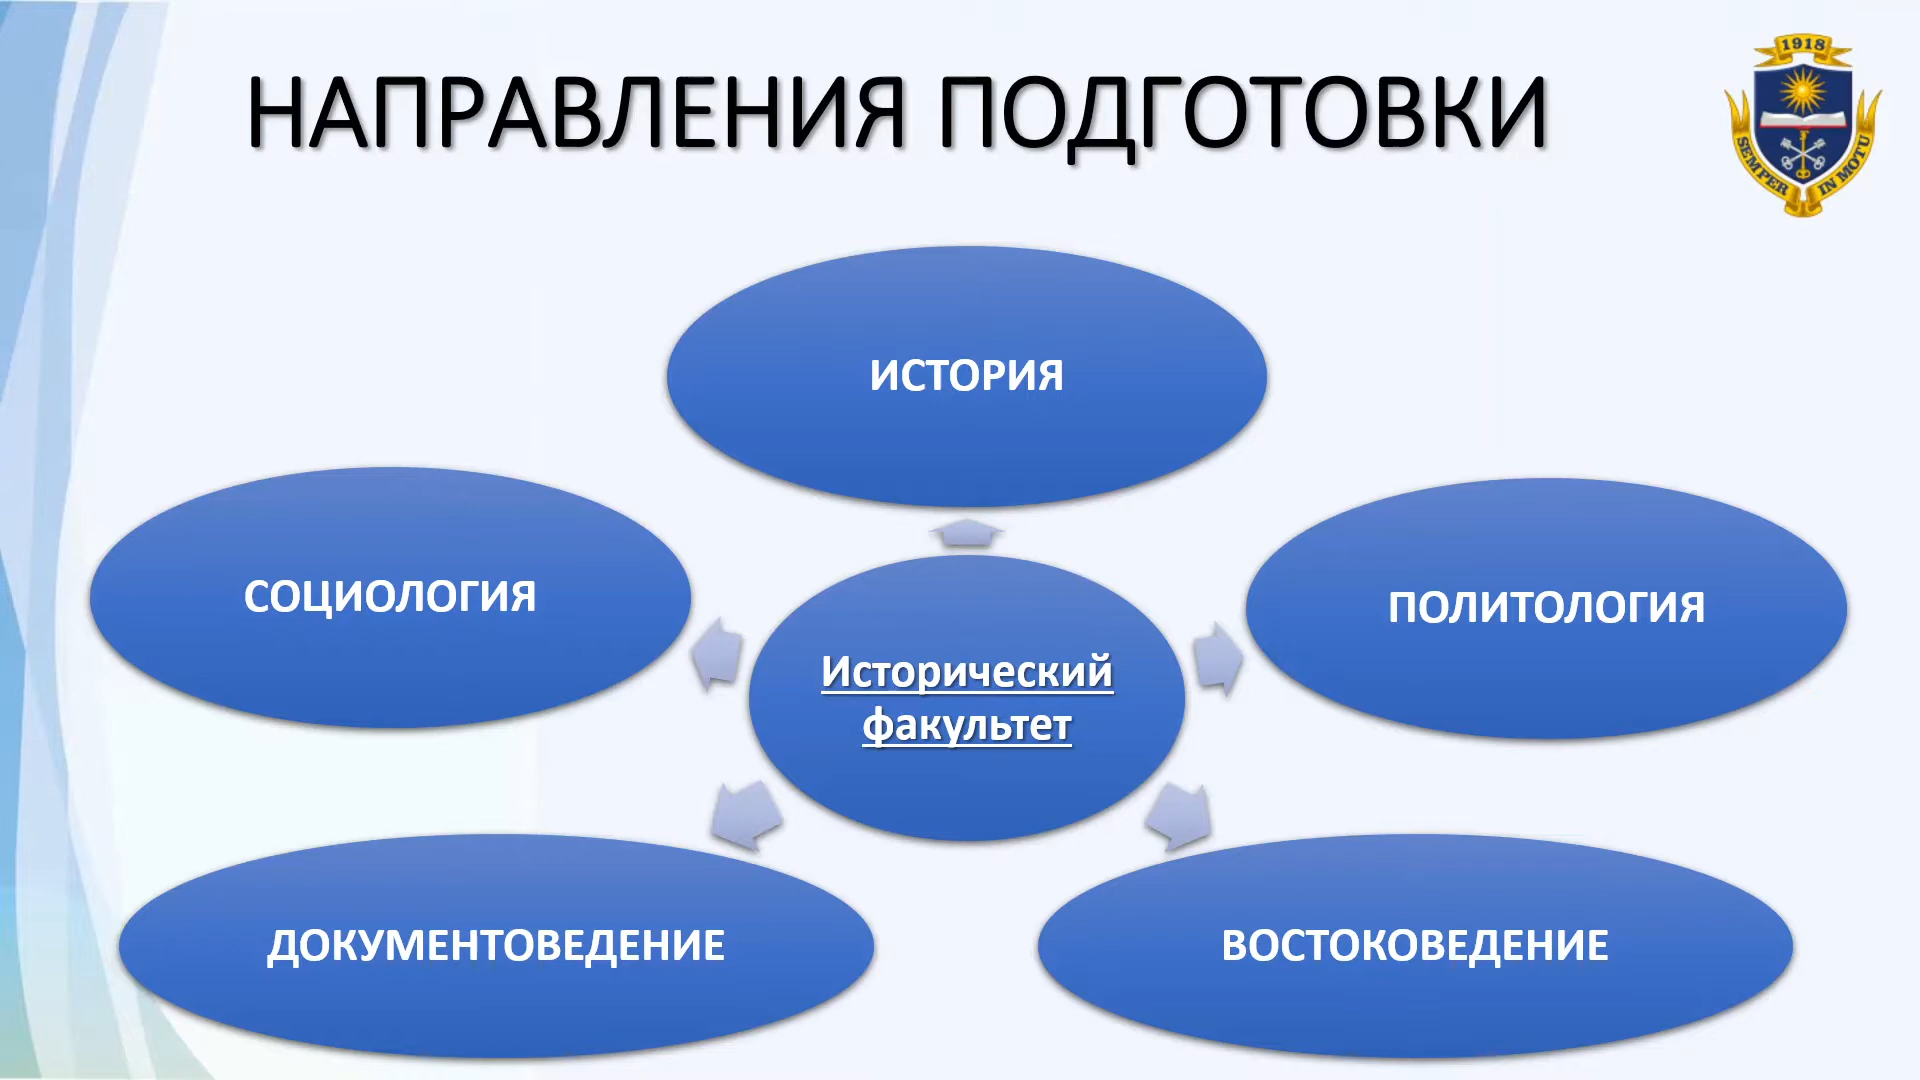 НАПРАВЛЕНИЯ ПОДГОТОВКИ
1918
SEMPER IN MOTU
ИСТОРИЯ
СОЦИОЛОГИЯ
ПОЛИТОЛОГИЯ
Исторический
факультет
ДОКУМЕНТОВЕДЕНИЕ
ВОСТОКОВЕДЕНИЕ